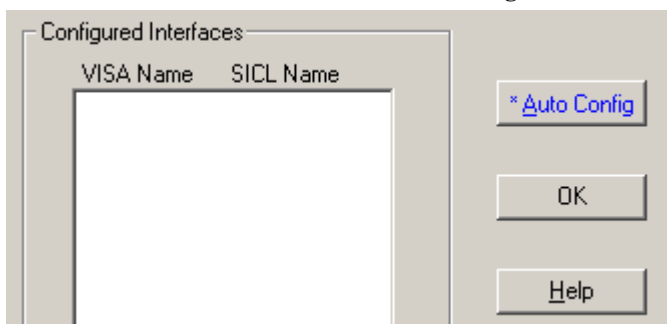 Configured Interfaces
VISA Name SICL Name
* Auto Config
OK
Help